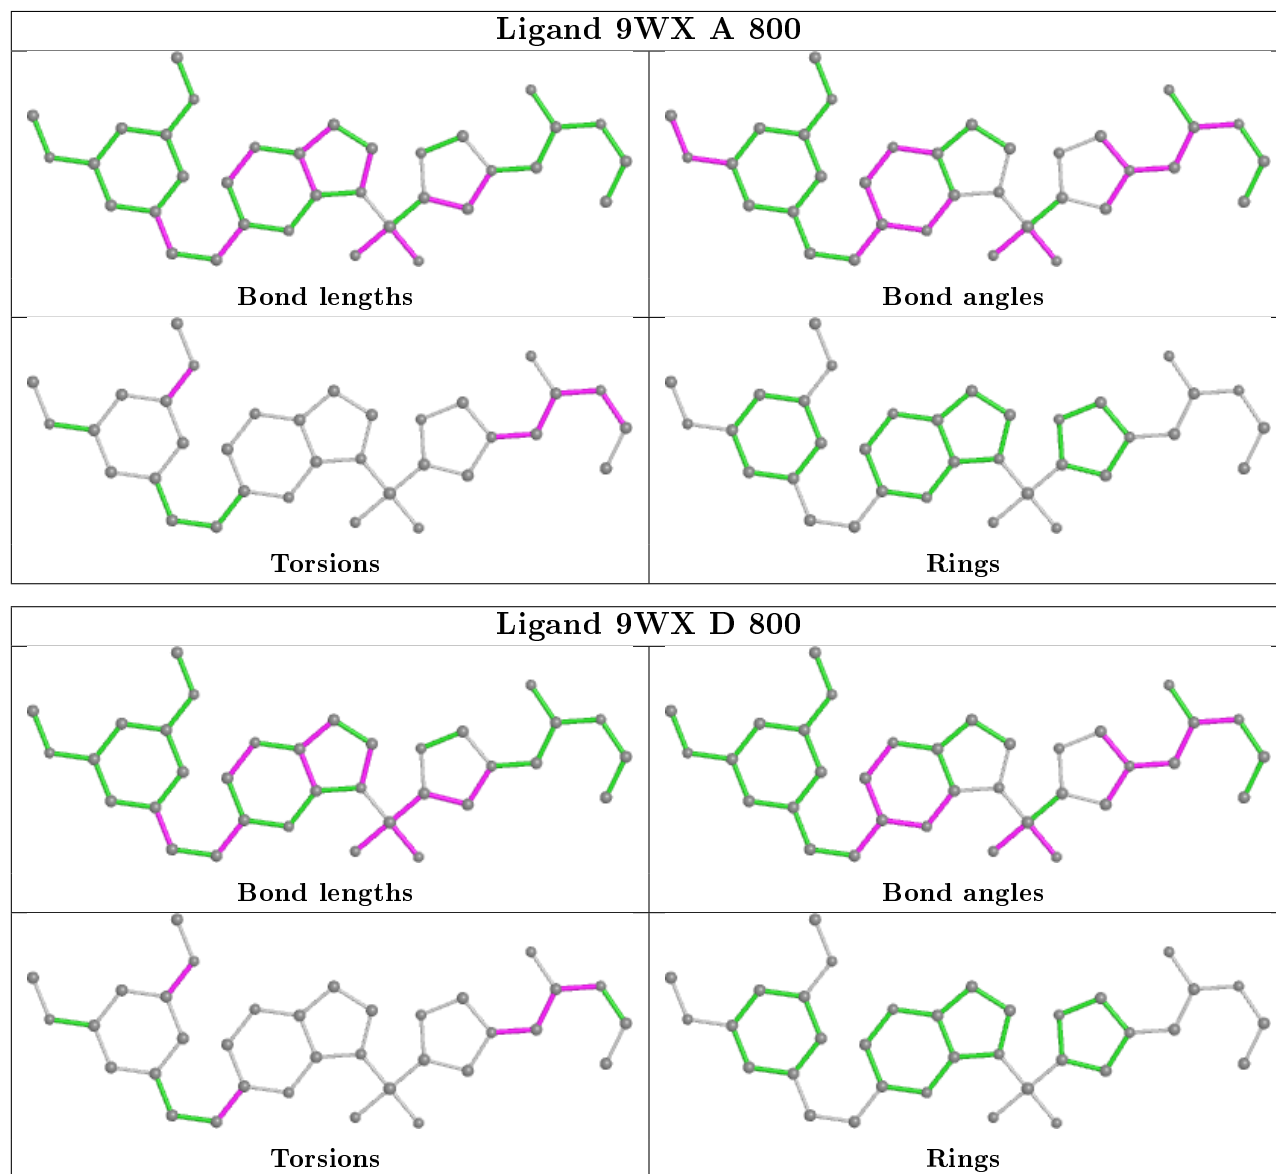 Ligand 9WX A 800
Bond lengths
Bond angles
Torsions
Rings
Ligand 9WX D 800
Bond lengths
Bond angles
Torsions
Rings